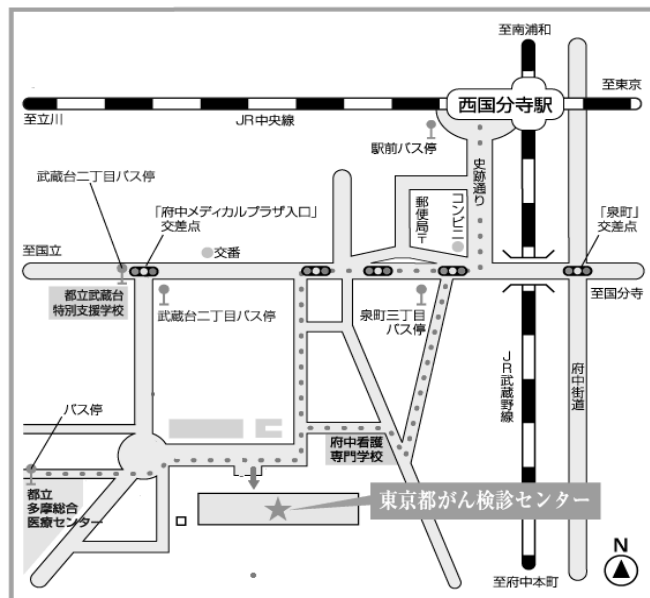 至南浦和
西国分寺駅
至東京
至立川
JR中央線
駅前バス停
史跡通り
武蔵台二丁目バス停
郵便局〒
コンビニ
「府中メディカルプラザ入口」
交差点
「泉町」
交差点
至国立
交番
都立武蔵台
特別支援学校
武蔵台二丁目バス停
泉町三丁目
バス停
至国分寺
JR武蔵野線
府中街道
バス停
府中看護
専門学校
都立
多摩総合
医療センター
東京都がん検診センター
N
至府中本町